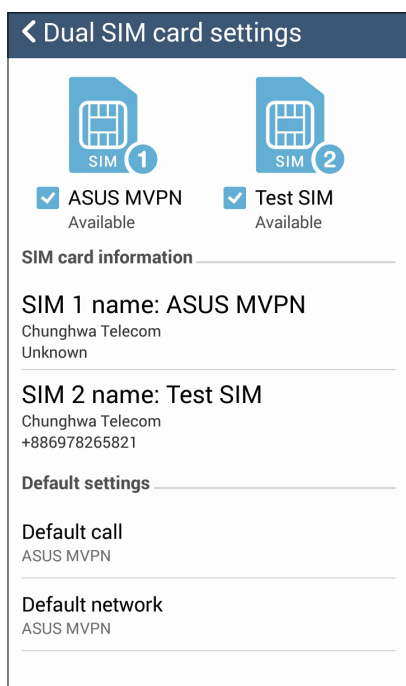 Dual SIM card settings
SIM 1
SIM 2
ASUS MVPN
Available
Test SIM
Available
SIM card information
SIM 1 name: ASUS MVPN
Chunghwa Telecom
Unknown
SIM 2 name: Test SIM
Chunghwa Telecom
+886978265821
Default settings
Default call
ASUS MVPN
Default network
ASUS MVPN